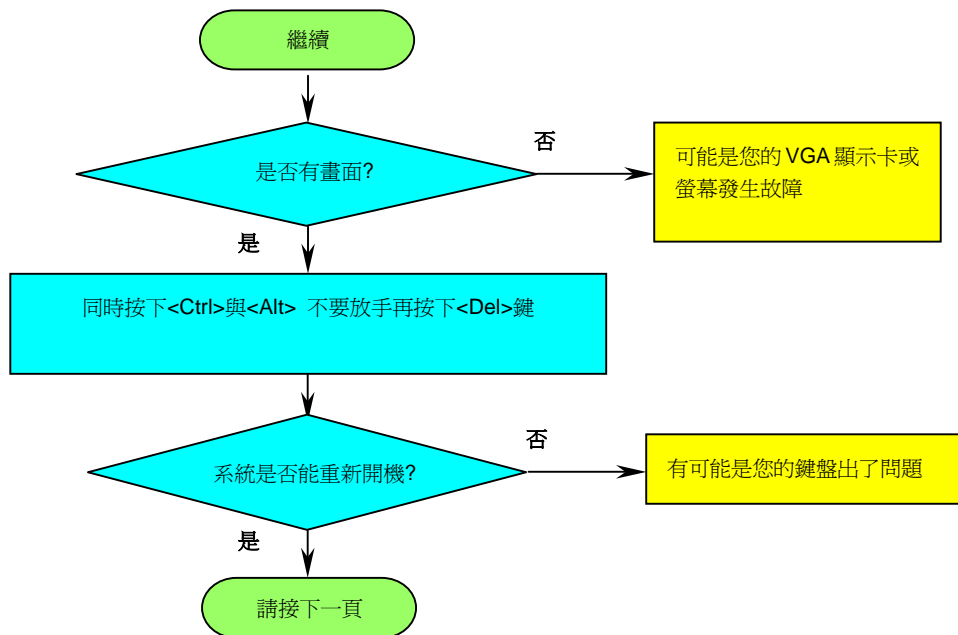 繼續
是否有畫面?
否
可能是您的 VGA 顯示卡或
螢幕發生故障
是
同時按下<Ctrl>與<Alt> 不要放手再按下<Del>鍵
系統是否能重新開機?
否
有可能是您的鍵盤出了問題
是
請接下一頁